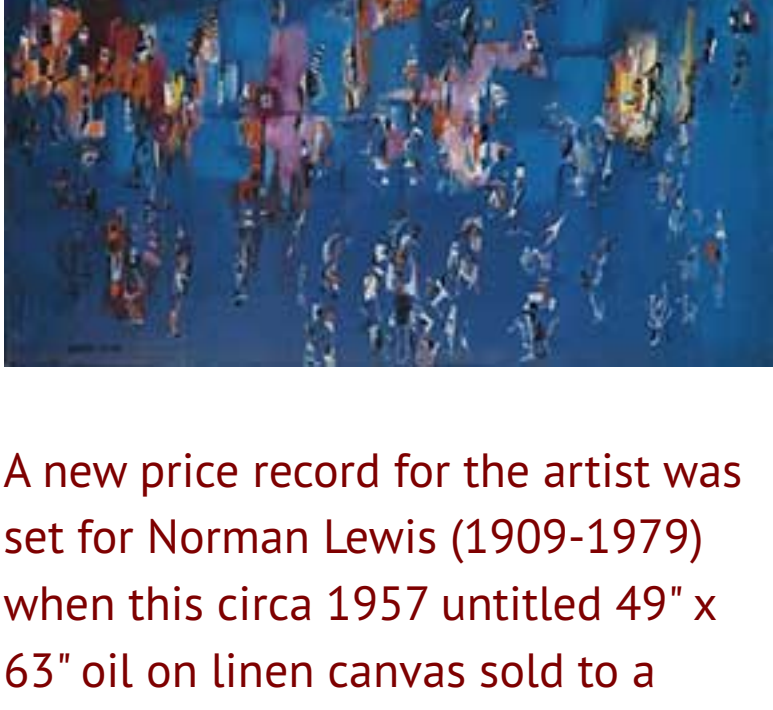 A new price record for the artist was
set for Norman Lewis (1909-1979)
when this circa 1957 untitled 49" x
63" oil on linen canvas sold to a